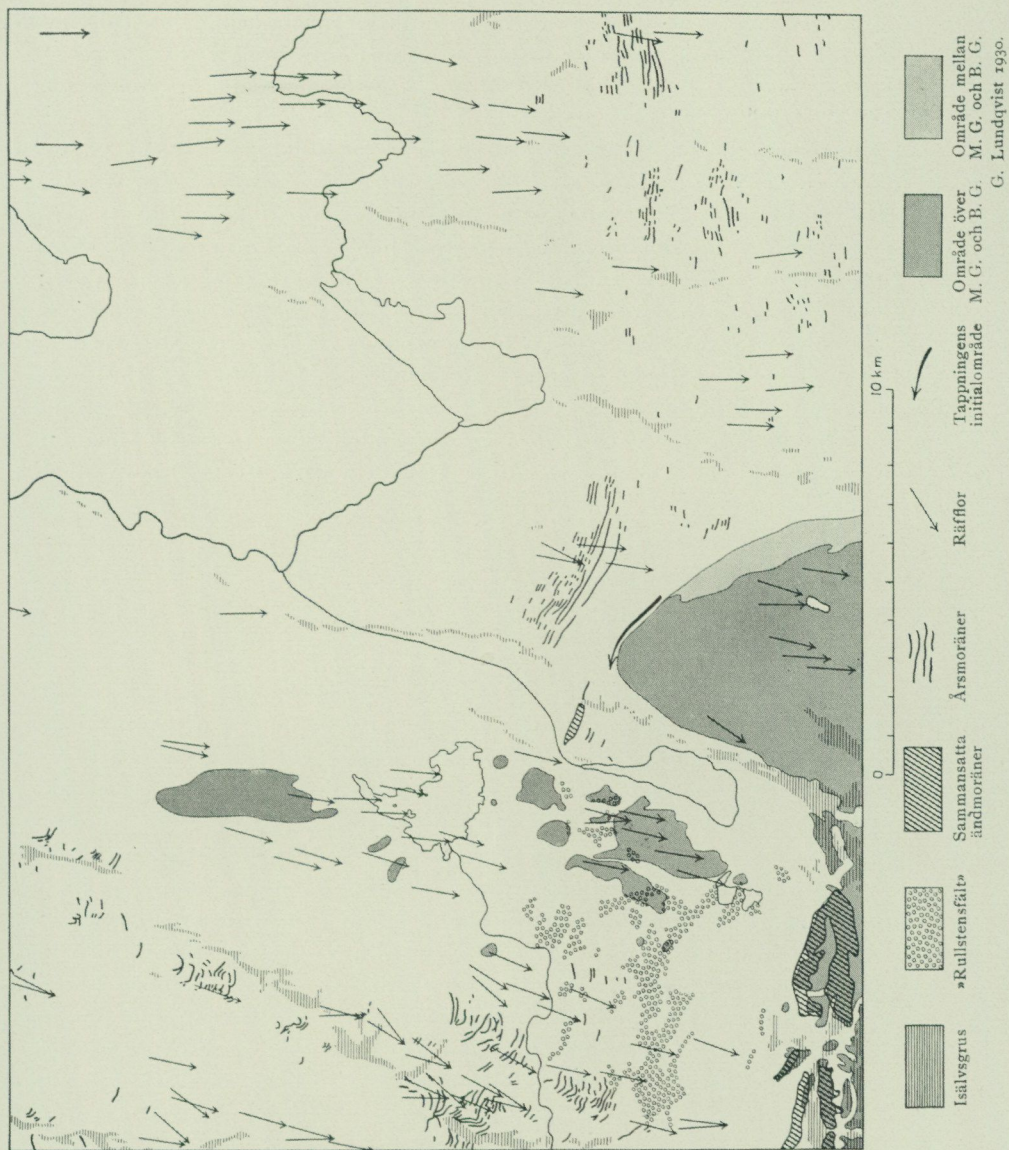 0
10 km
Isälvsgrus
»Rullstensfält»
Sammansatta
ändmoräner
Årsmoräner
Räfflor
Tappningens
initialområde
Område över
M. G. och B. G.
Område mellan
M. G. och B. G.
G. Lundqvist 1930.